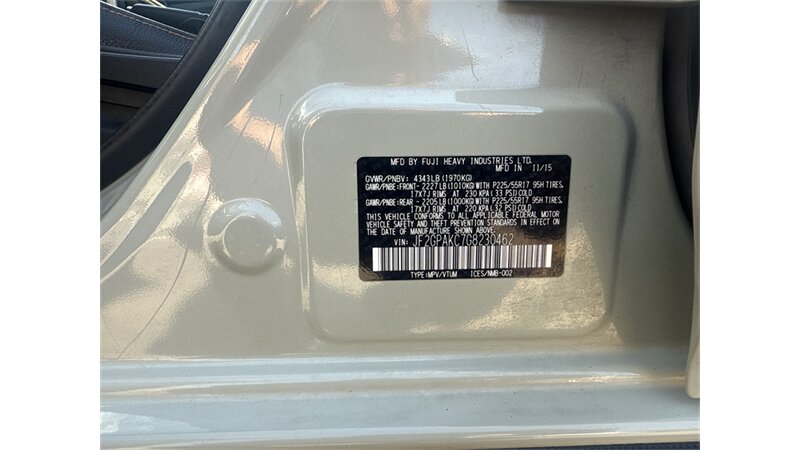 MFD BY FUJI HEAVY INDUSTRIES LTD.
MFD IN 11/15
GVWR/PNBV: 4343LB(1970KG)
GAWR/PNBE:FRONT- 2227LB(1010KG)WITH P225/55R17 95H TIRES,
17X7J RIMS AT 230 KPA(33 PSI)COLD
GAWR/PNBE:REAR - 2205LB(1000KG)WITH P225/55R17 95H TIRES,
17X7J RIMS AT 220 KPA(32 PSI)COLD
THIS VEHICLE CONFORMS TO ALL APPLICABLE FEDERAL MOTOR
VEHICLE SAFETY, BUMPER, AND THEFT PREVENTION STANDARDS
IN EFFECT ON
THE DATE OF MANUFACTURE SHOWN ABOVE.
VIN: JF2GPAKC7G8230462
TYPE:MPV/VTUM ICES/NMB-002